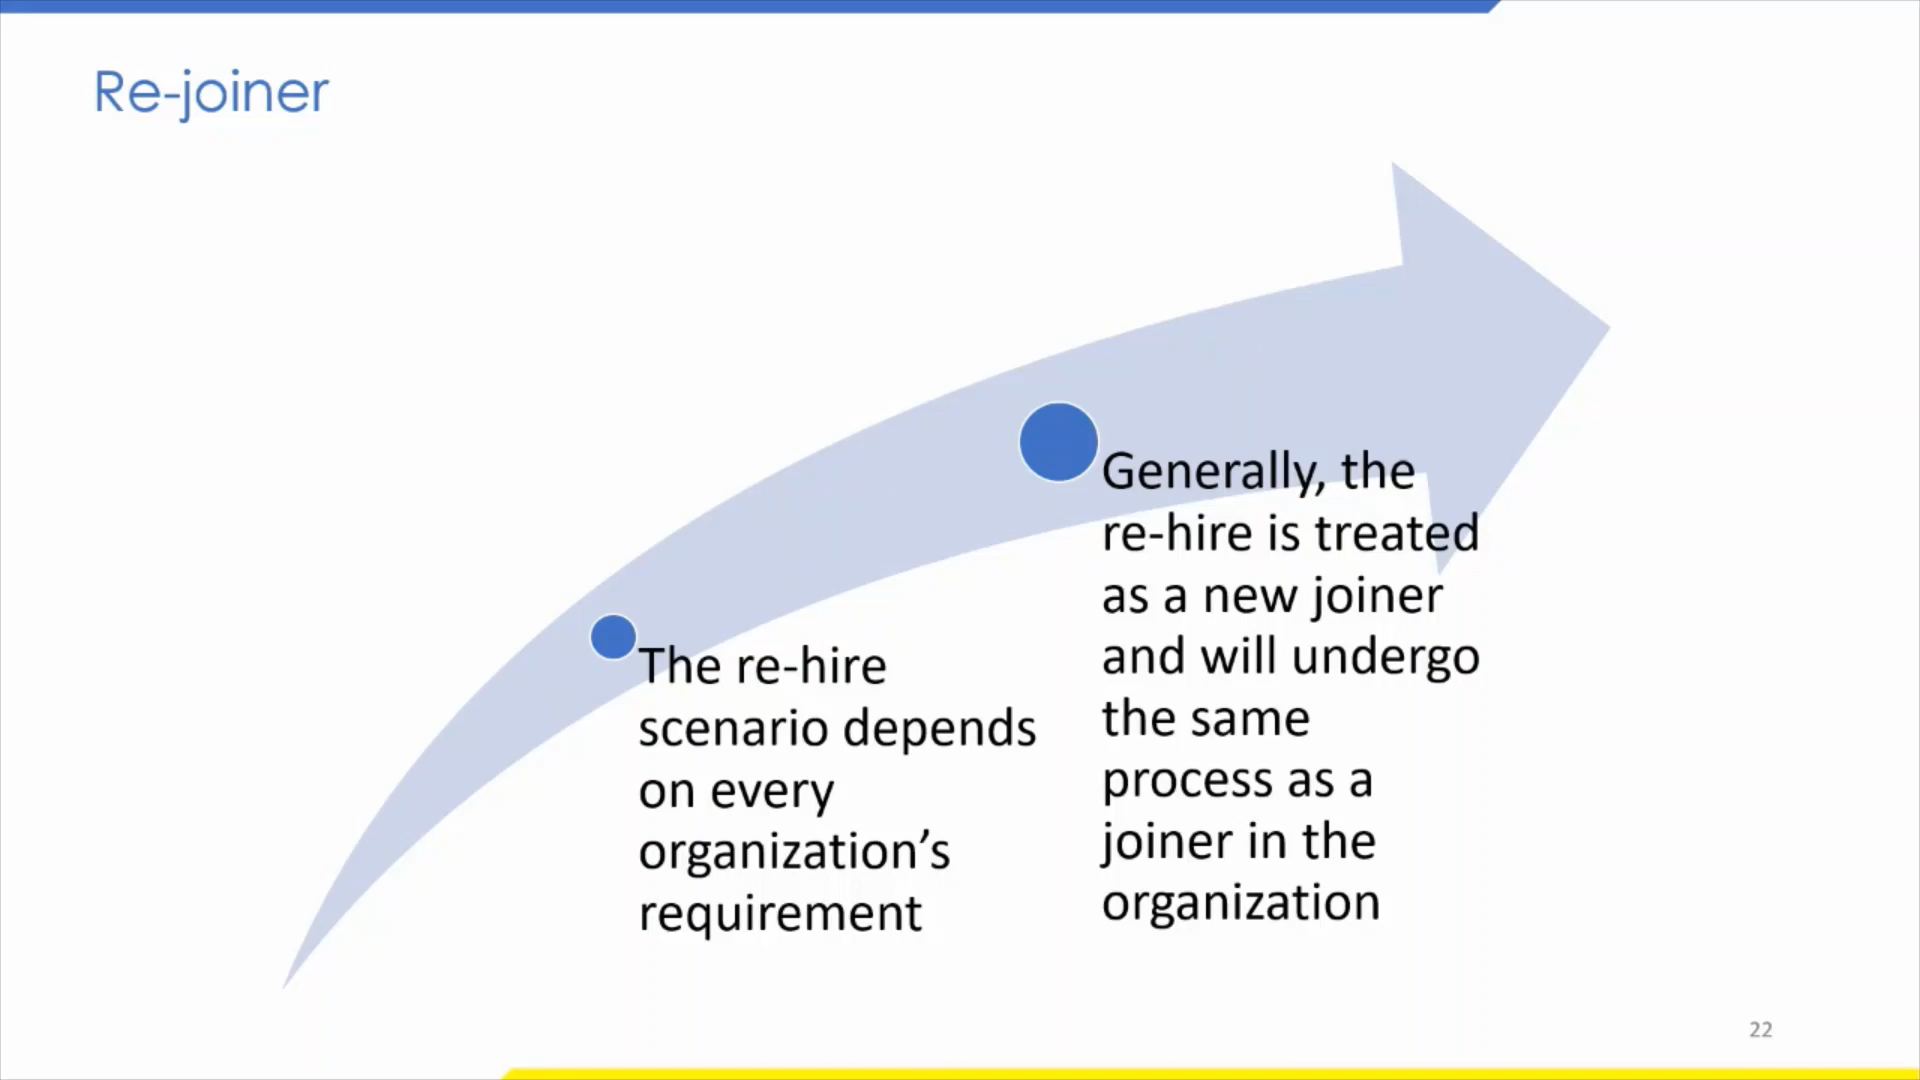 Re-joiner
The re-hire
scenario depends
on every
organization’s
requirement
Generally, the
re-hire is treated
as a new joiner
and will undergo
the same
process as a
joiner in the
organization
22